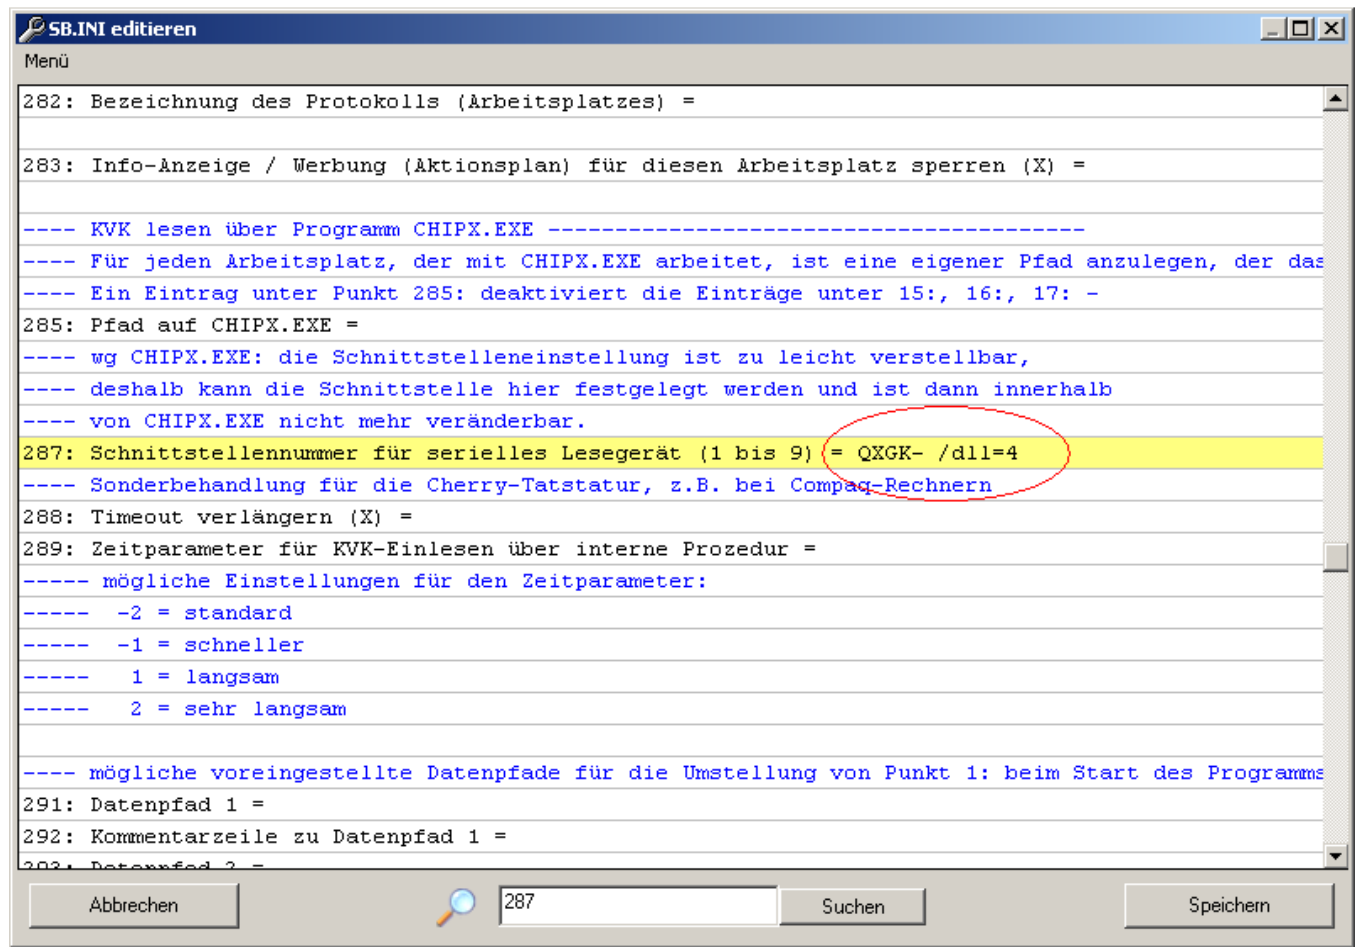 SB.INI editieren
Menü
282: Bezeichnung des Protokolls (Arbeitsplatzes) =
283: Info-Anzeige / Werbung (Aktionsplan) für diesen Arbeitsplatz sperren (X) =
---- KVK lesen über Programm CHIPX.EXE ----------------------------------------
---- Für jeden Arbeitsplatz, der mit CHIPX.EXE arbeitet, ist eine eigener Pfad anzulegen, der das
---- Ein Eintrag unter Punkt 285: deaktiviert die Einträge unter 15:, 16:, 17: -
285: Pfad auf CHIPX.EXE =
---- wg CHIPX.EXE: die Schnittstelleneinstellung ist zu leicht verstellbar,
---- deshalb kann die Schnittstelle hier festgelegt werden und ist dann innerhalb
---- von CHIPX.EXE nicht mehr veränderbar.
287: Schnittstellennummer für serielles Lesegerät (1 bis 9) = QXGK- /dll=4
---- Sonderbehandlung für die Cherry-Tatstatur, z.B. bei Compaq-Rechnern
288: Timeout verlängern (X) =
289: Zeitparameter für KVK-Einlesen über interne Prozedur =
----- mögliche Einstellungen für den Zeitparameter:
----- -2 = standard
----- -1 = schneller
----- 1 = langsam
----- 2 = sehr langsam
---- mögliche voreingestellte Datenpfade für die Umstellung von Punkt 1: beim Start des Programms
291: Datenpfad 1 =
292: Kommentarzeile zu Datenpfad 1 =
293: Datenpfad 2 =
Abbrechen
287
Suchen
Speichern